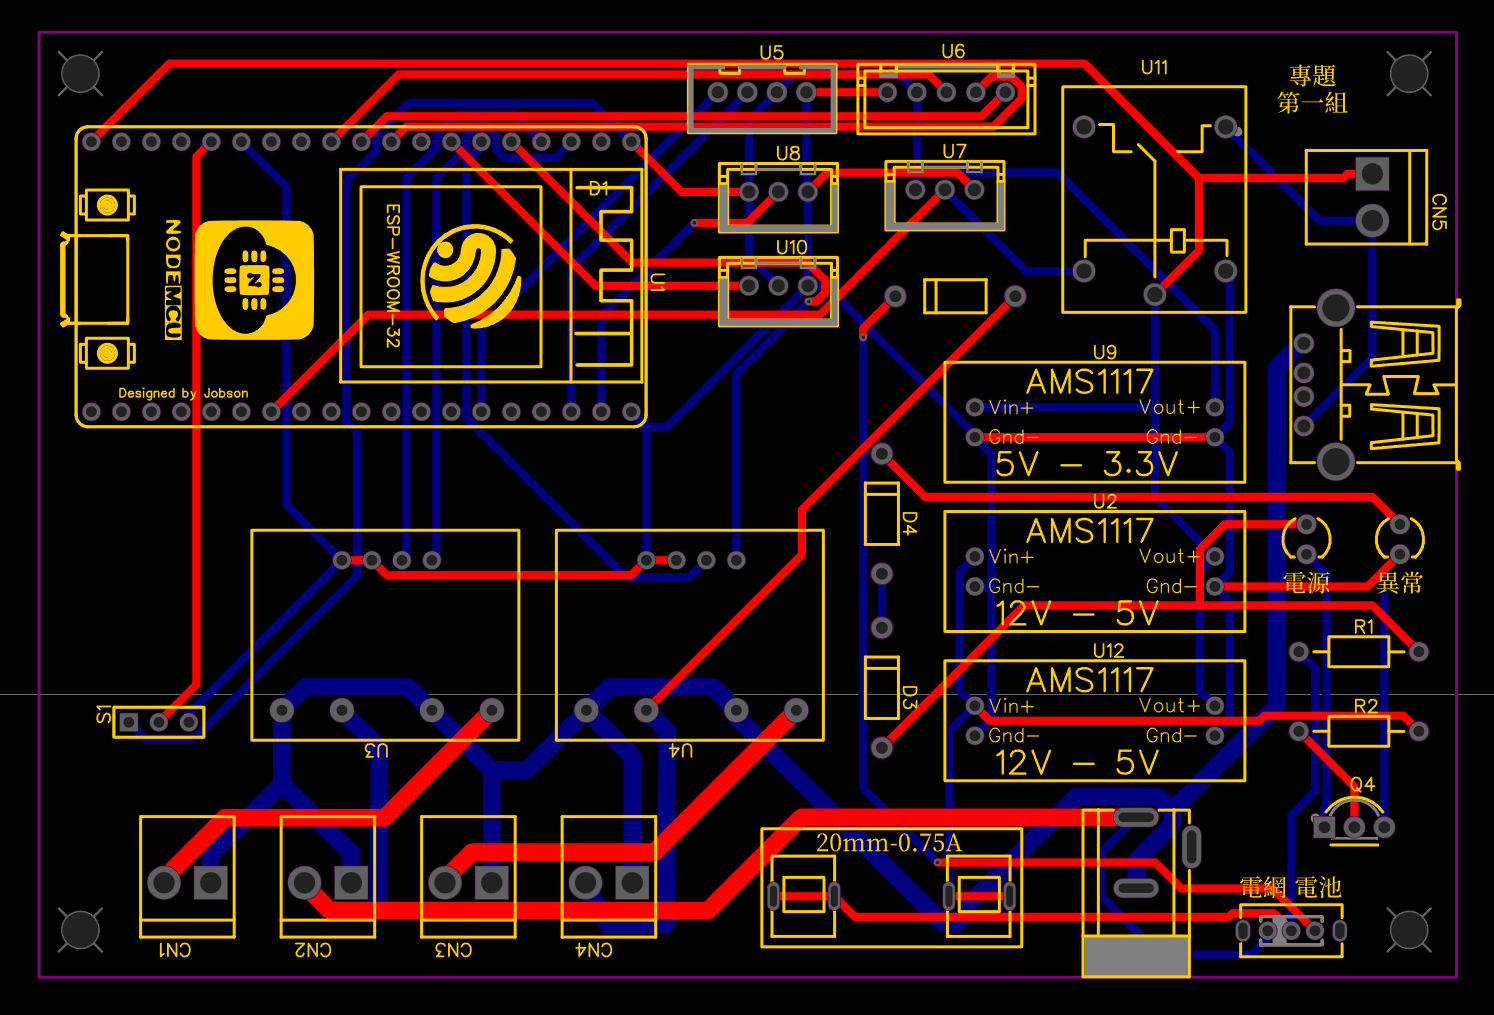 U5
U6
U11
專題
第一組
U8
U7
D1
CN5
NODEMCU
ESP-WROOM-32
U10
U1
Designed by Jobson
U9
AMS1117
Vin+
Vout+
Gnd-
Gnd-
5V - 3.3V
U2
D4
AMS1117
Vin+
Vout+
Gnd-
Gnd-
12V - 5V
電源
異常
U12
R1
D3
AMS1117
Vin+
Vout+
Gnd-
Gnd-
12V - 5V
R2
S1
U3
U4
Q4
20mm-0.75A
電網 電池
CN1
CN2
CN3
CN4